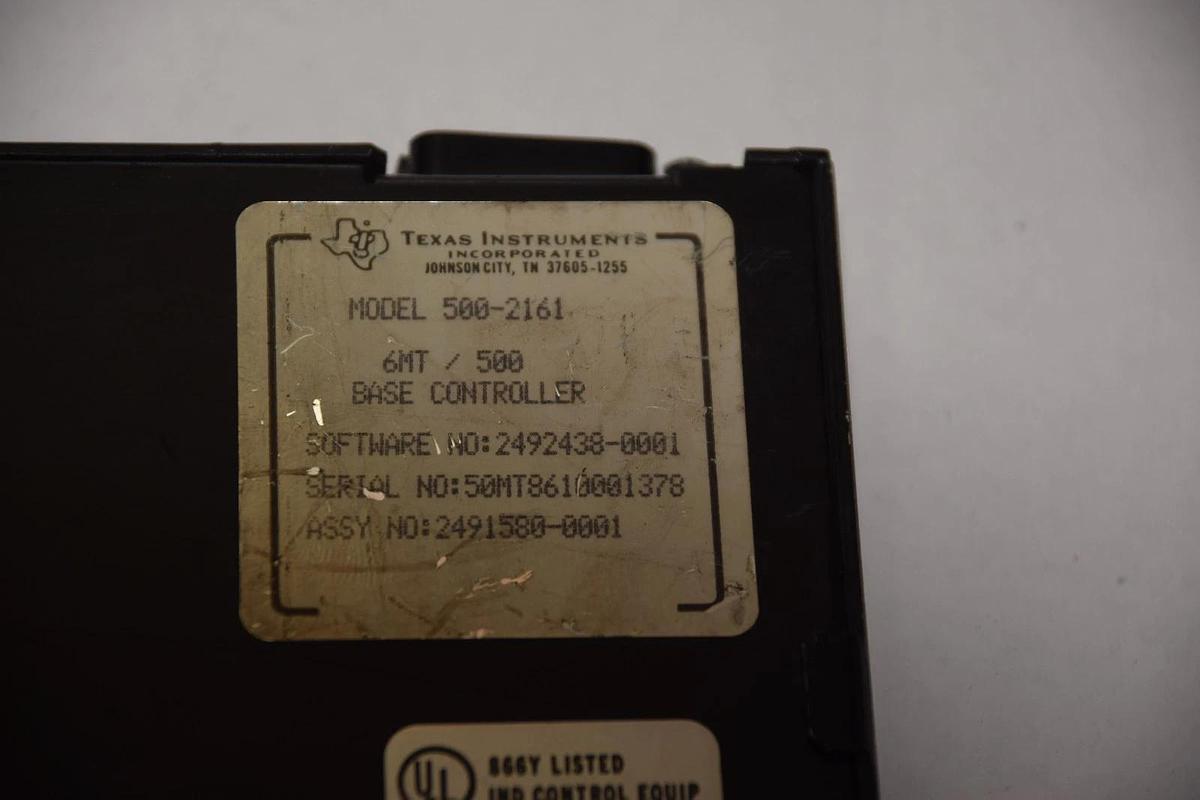 TEXAS INSTRUMENTS
INCORPORATED
JOHNSON CITY, TN 37605-1255
MODEL 500-2161
6MT / 500
BASE CONTROLLER
SOFTWARE NO:2492438-0001
SERIAL NO:50MT8610001378
ASSY NO:2491580-0001
UL
866Y LISTED
IND CONTROL EQUIP